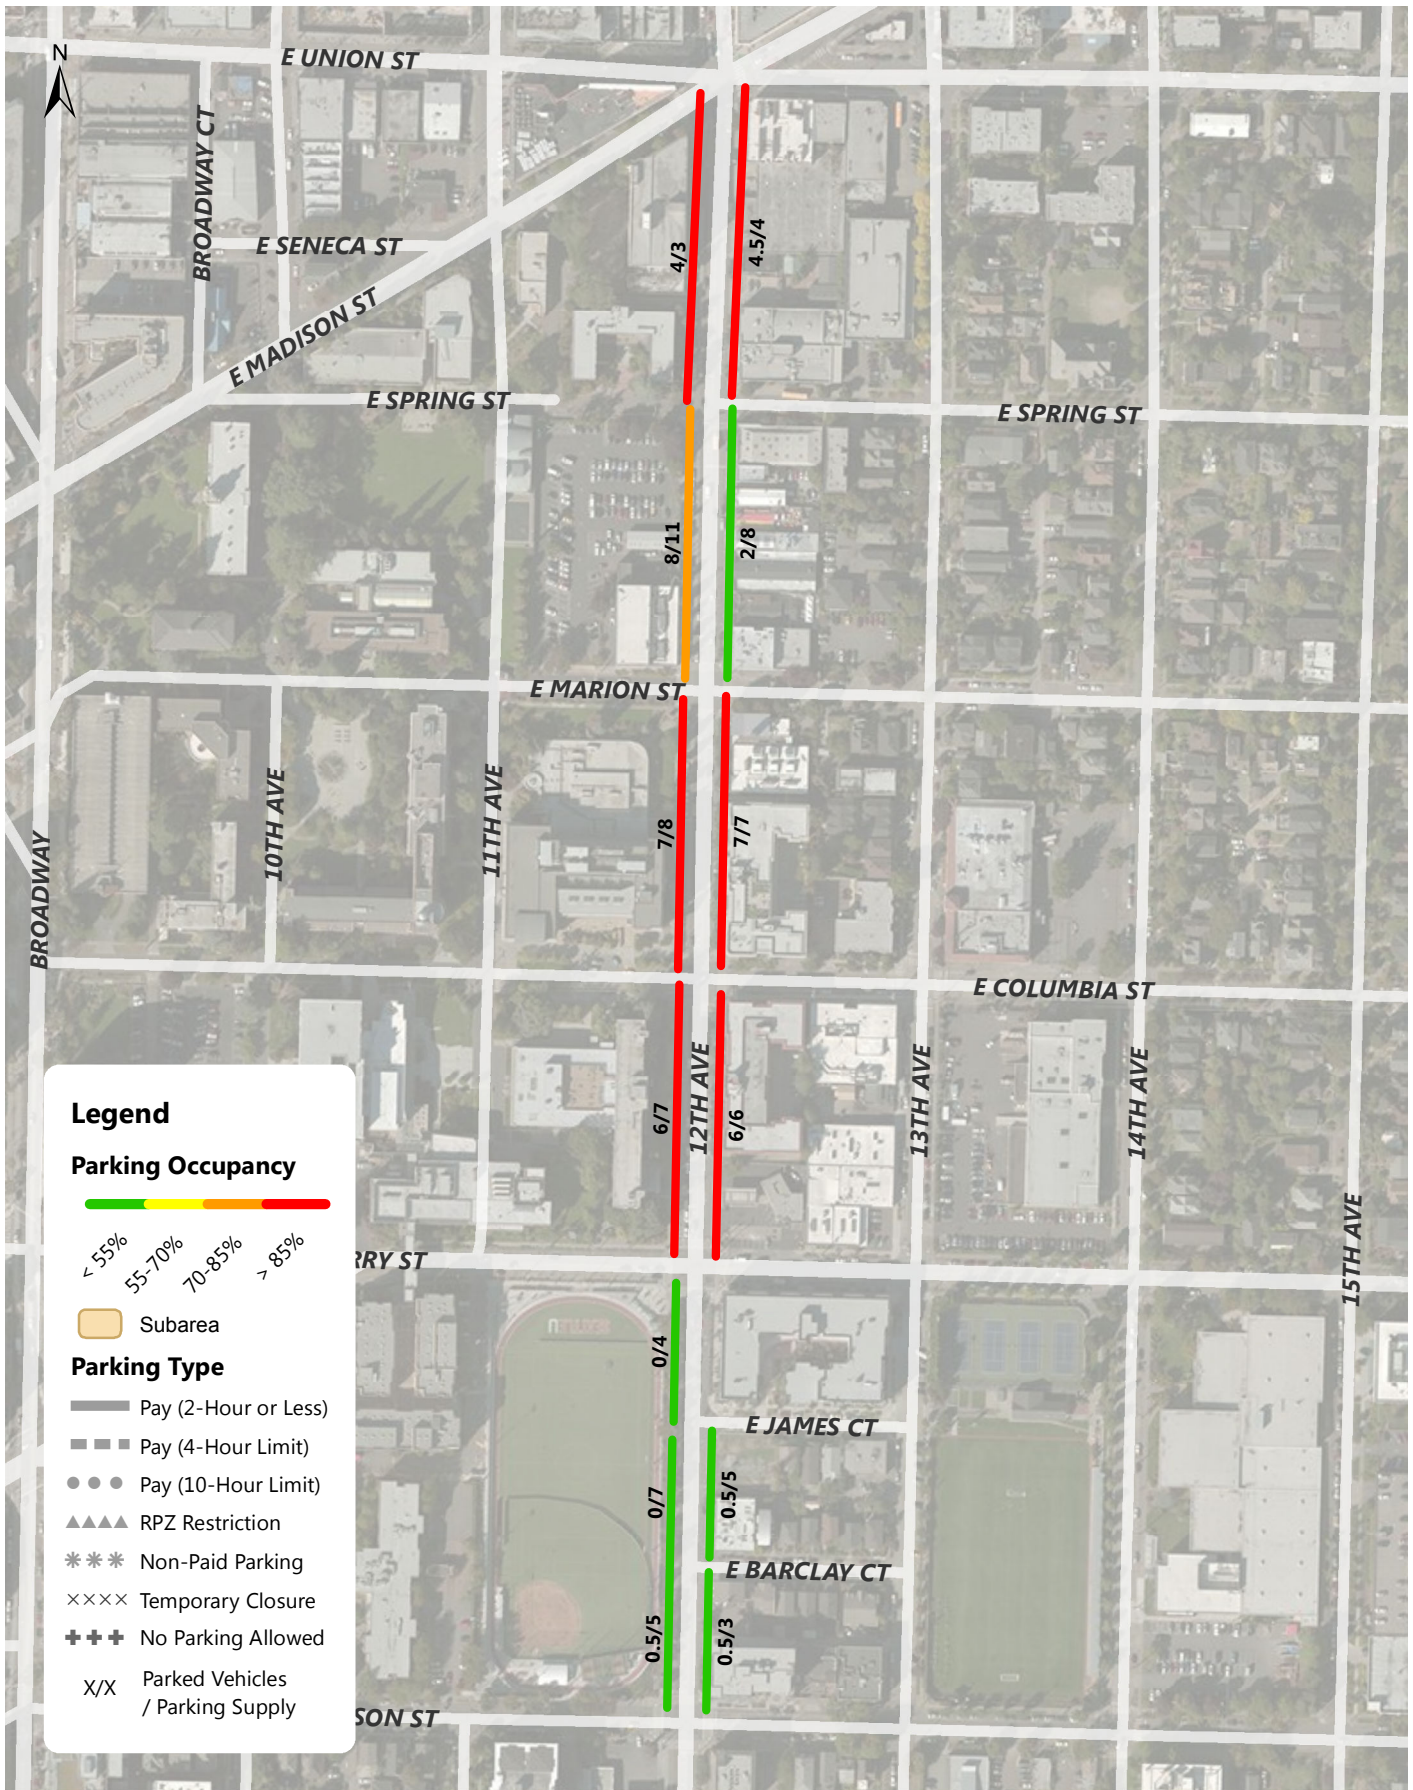 N
E UNION ST
BROADWAY CT
E SENECA ST
E MADISON ST
4/3
4.5/4
E SPRING ST
E SPRING ST
8/11
2/8
E MARION ST
10TH AVE
11TH AVE
7/8
7/7
BROADWAY
E COLUMBIA ST
12TH AVE
13TH AVE
14TH AVE
15TH AVE
6/7
6/6
RRY ST
0/4
E JAMES CT
0/7
0.5/5
E BARCLAY CT
0.5/5
0.5/3
SON ST
Legend
Parking Occupancy
< 55%
55-70%
70-85%
> 85%
Subarea
Parking Type
Pay (2-Hour or Less)
Pay (4-Hour Limit)
Pay (10-Hour Limit)
RPZ Restriction
Non-Paid Parking
Temporary Closure
No Parking Allowed
X/X
Parked Vehicles
/ Parking Supply